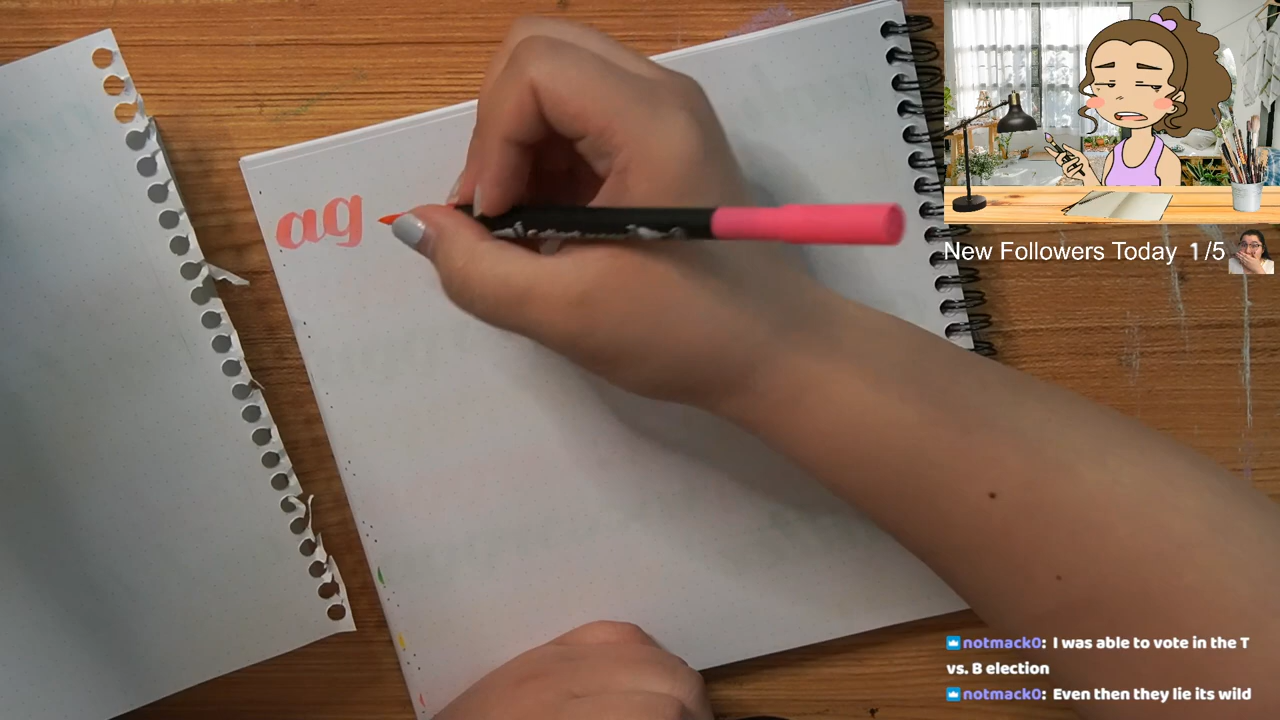 ag
New Followers Today 1/5
notmack0: I was able to vote in the T
vs. B election
notmack0: Even then they lie its wild